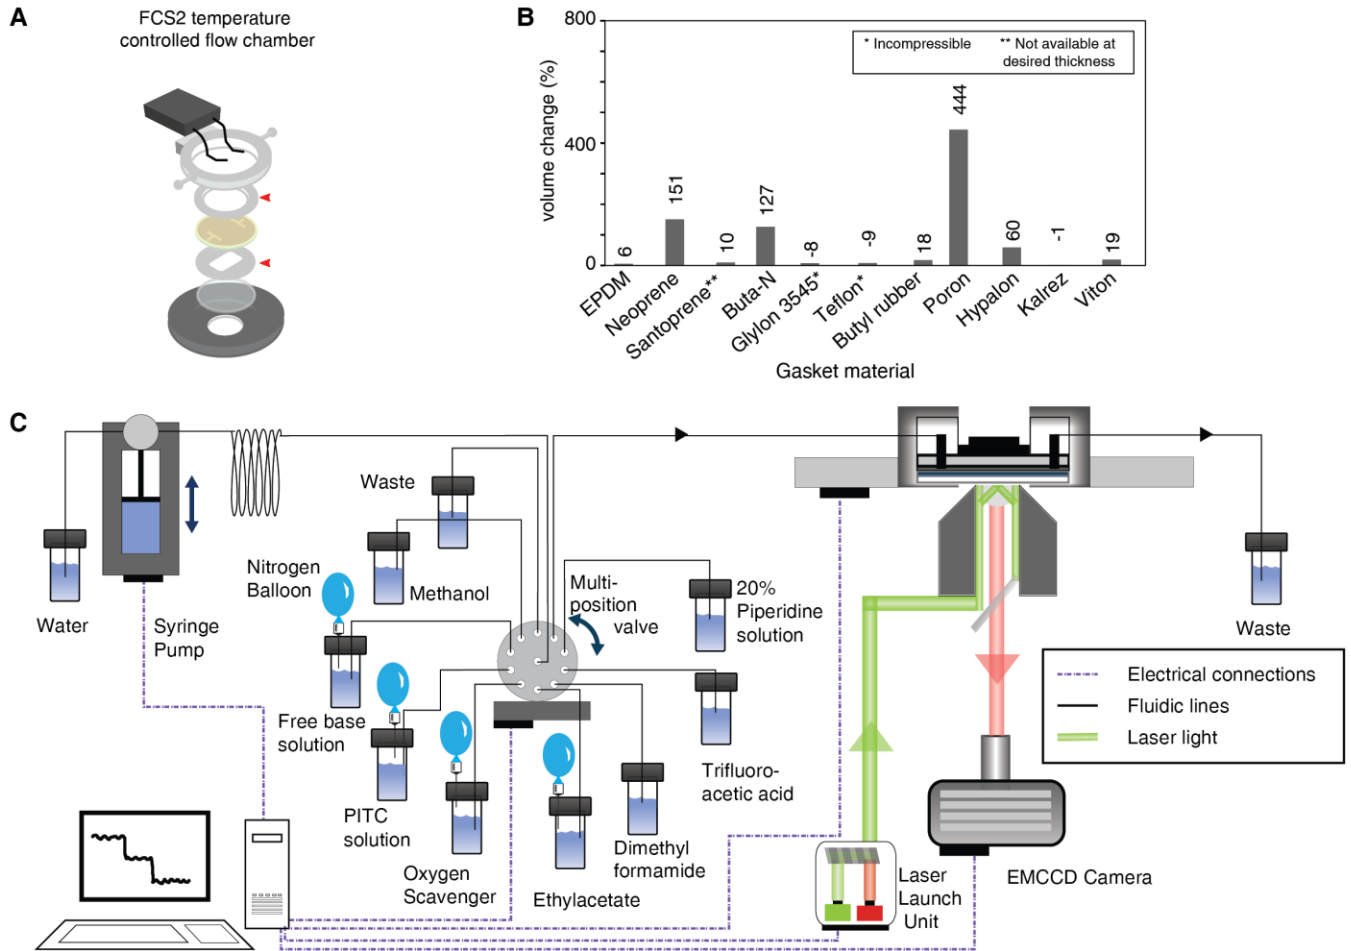 A
FCS2 temperature
controlled flow chamber
B
800
400
0
volume change (%)
* Incompressible
** Not available at
desired thickness
6
151
10
127
-8
-9
18
444
60
-1
19
EPDM
Neoprene
Santoprene**
Buta-N
Glylon 3545*
Teflon*
Butyl rubber
Poron
Hypalon
Kalrez
Viton
Gasket material
C
Water
Syringe
Pump
Waste
Methanol
Nitrogen
Balloon
Free base
solution
PITC
solution
Oxygen
Scavenger
Ethylacetate
Dimethyl
formamide
Trifluoro-
acetic acid
20%
Piperidine
solution
Multi-
position
valve
Waste
Electrical connections
Fluidic lines
Laser light
Laser
Launch
Unit
EMCCD Camera